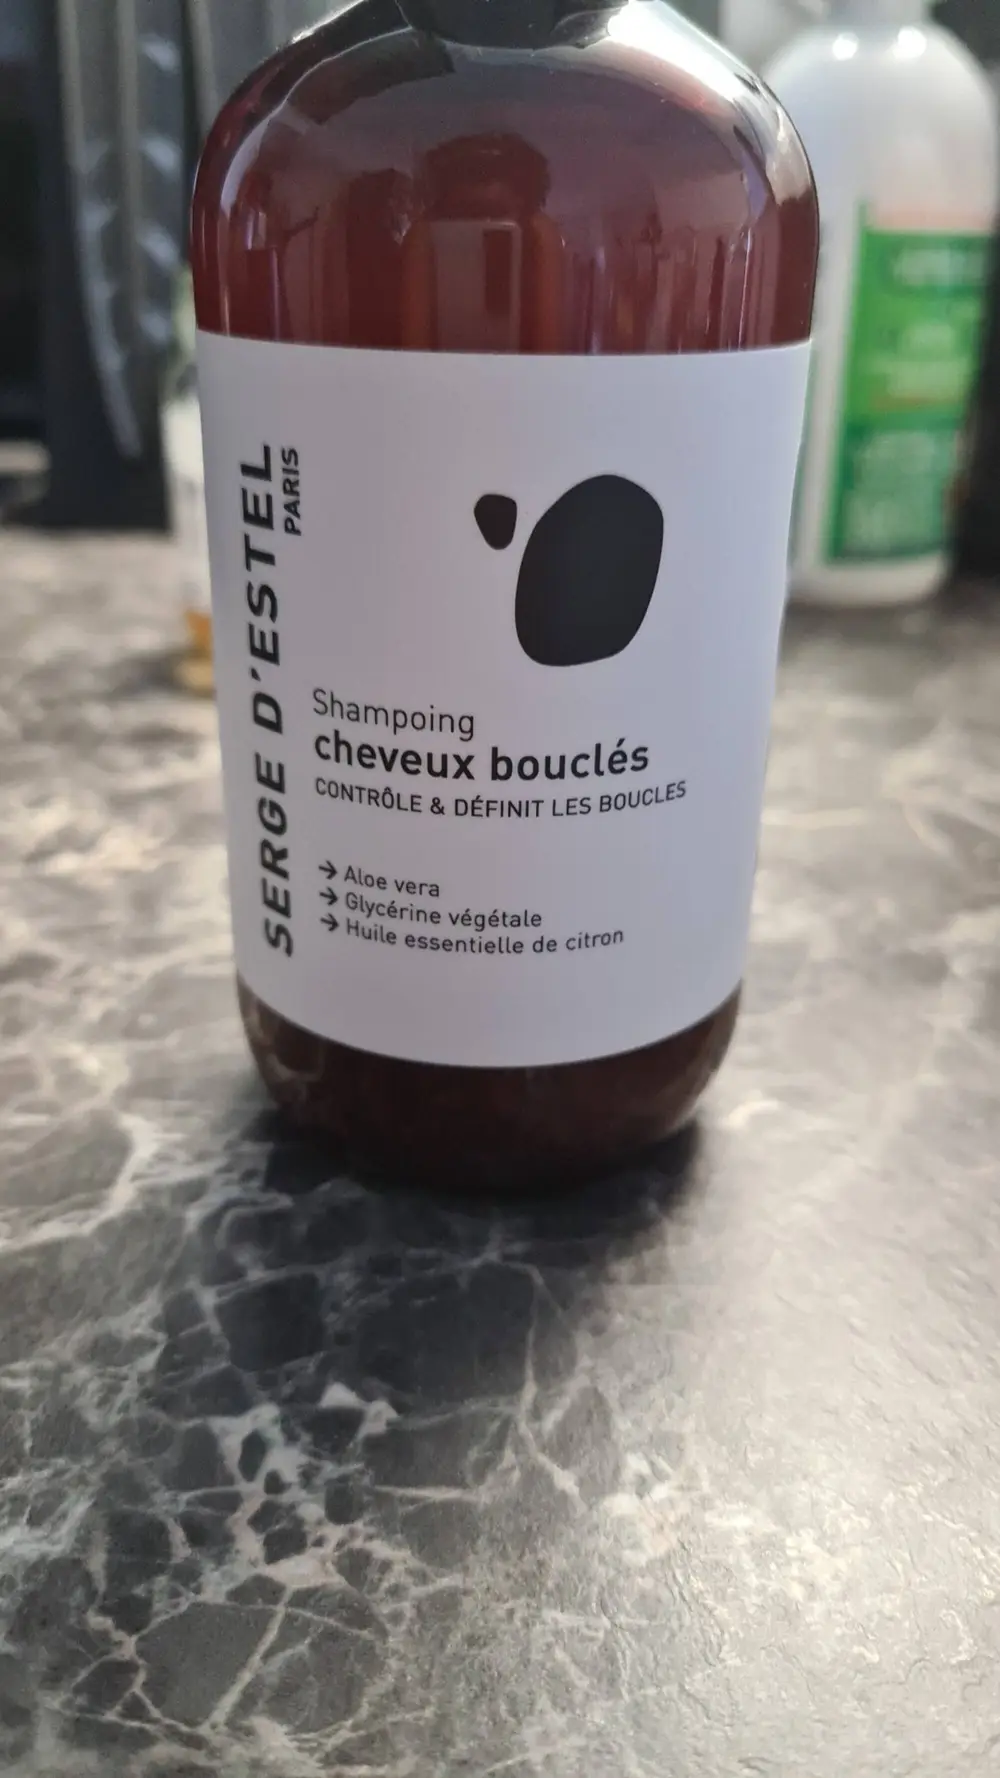 SERGE D'ESTEL
PARIS
Shampoing
cheveux bouclés
CONTRÔLE & DÉFINIT LES BOUCLES
→ Aloe vera
→ Glycérine végétale
→ Huile essentielle de citron